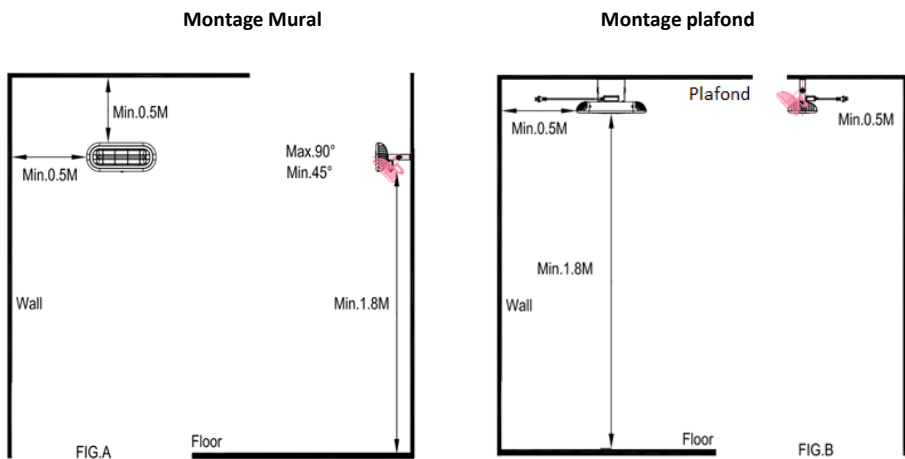 Montage Mural
Montage plafond
Min.0.5M
Min.0.5M
Max.90°
Min.45°
Wall
Min.1.8M
Floor
FIG.A
Plafond
Min.0.5M
Min.0.5M
Min.1.8M
Wall
Floor
FIG.B